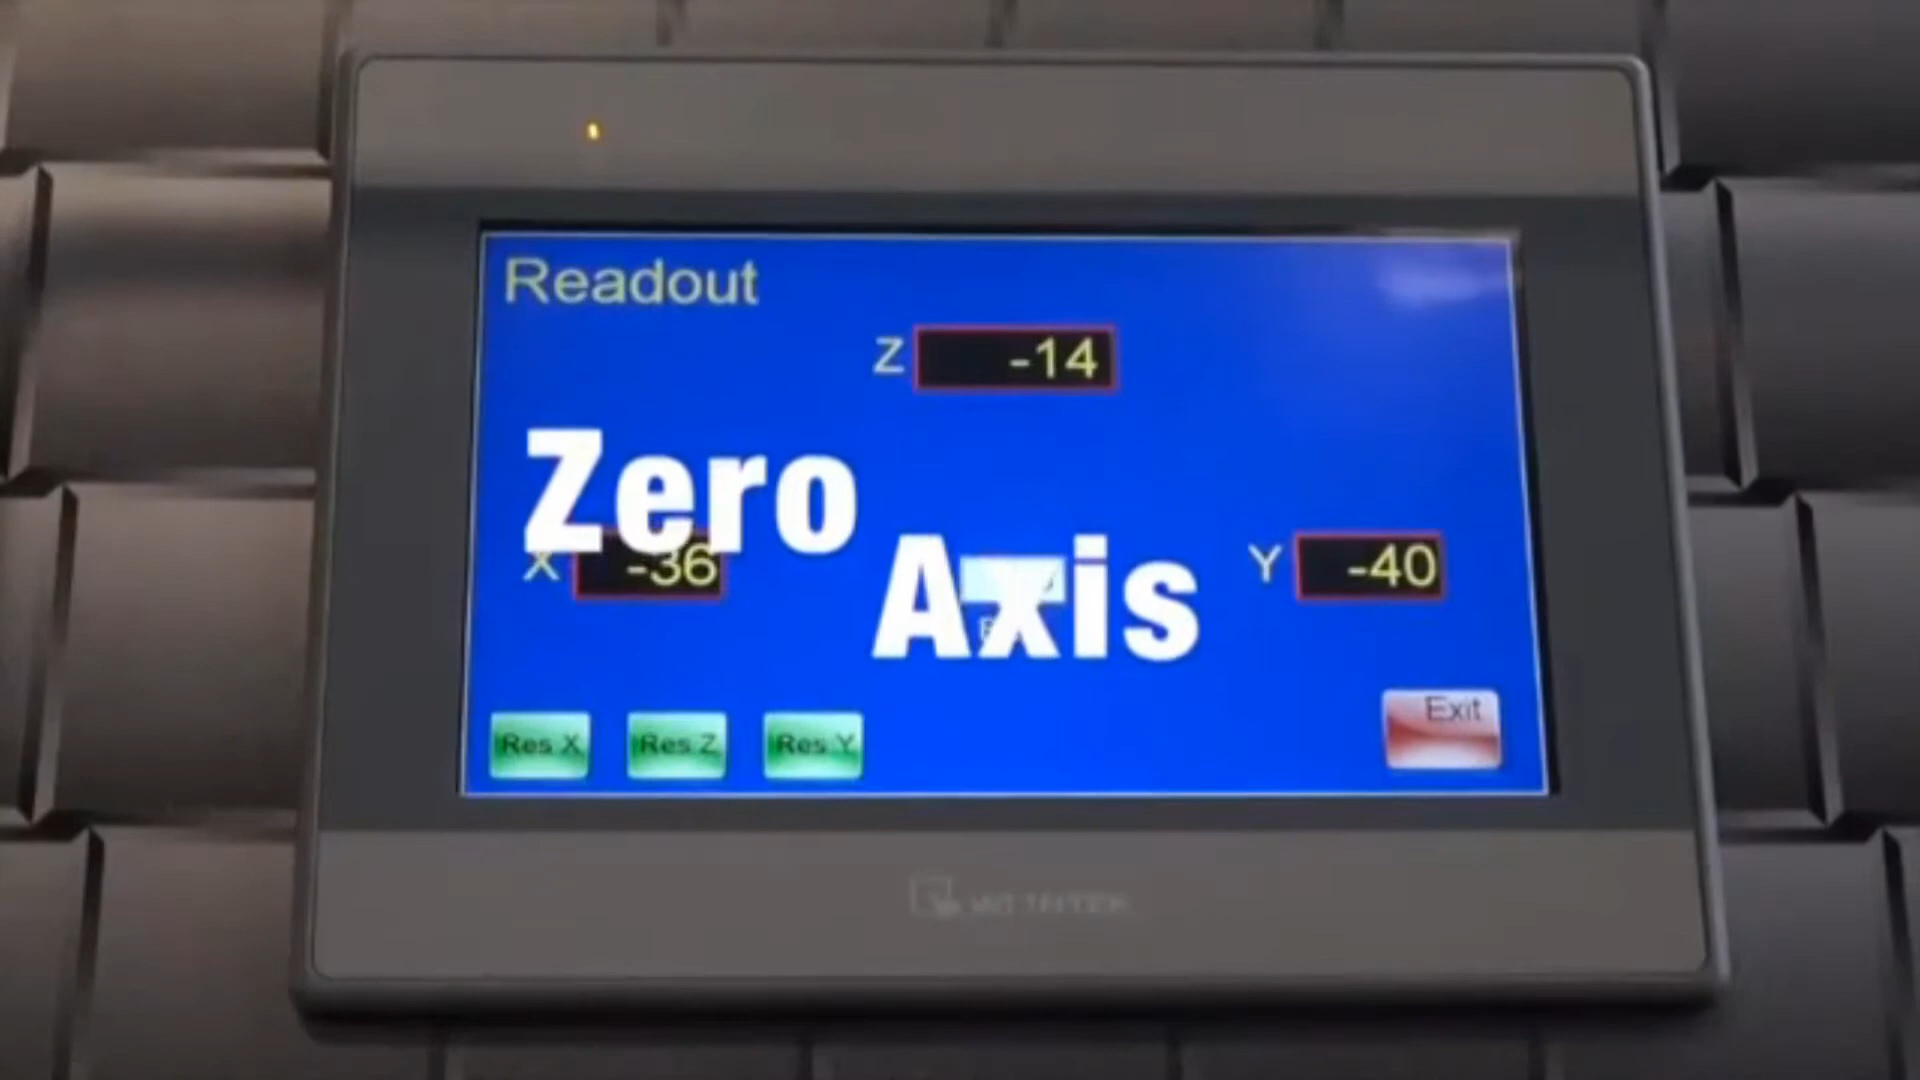 Readout
Z -14
Zero
X -36
Axis
Y -40
Res X Res Z Res Y
Exit